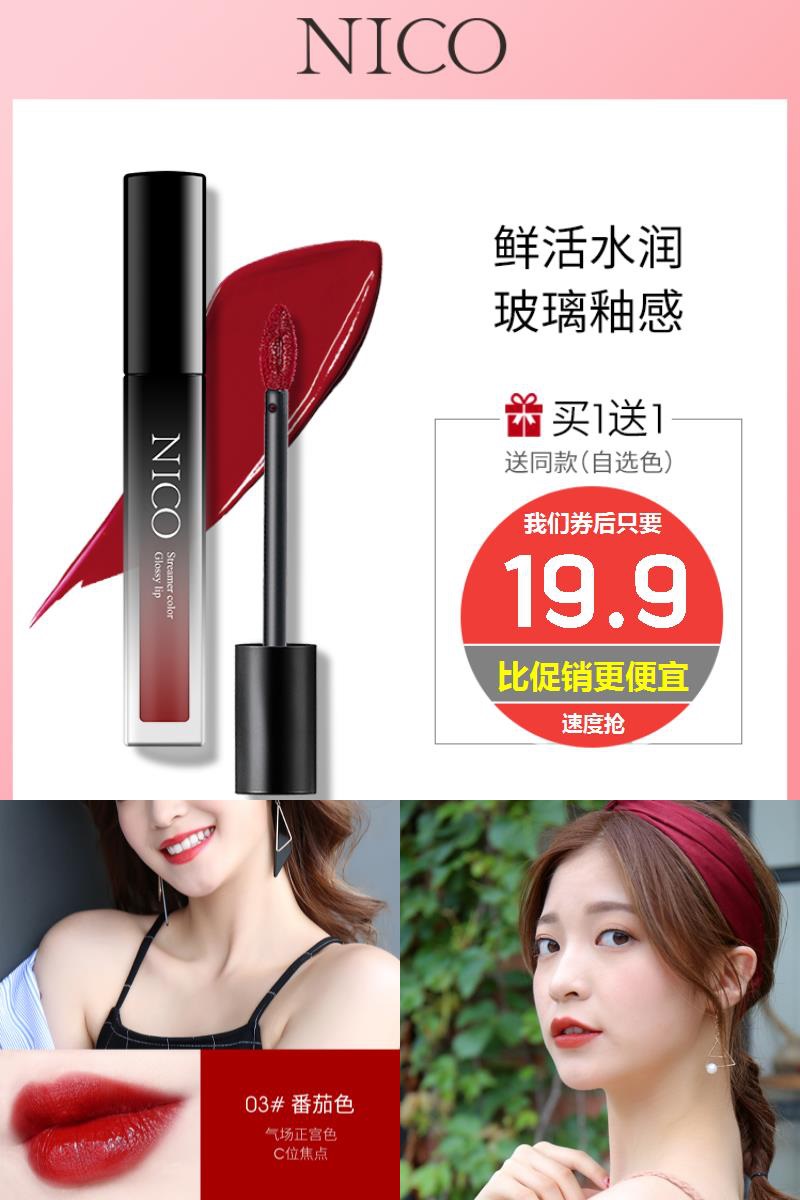 NICO
鲜活水润
玻璃釉感
买1送1
送同款(自选色)
我们券后只要
19.9
比促销更便宜
速度抢
NICO
Streamer color
Glossy lip
03# 番茄色
气场正宫色
C位焦点